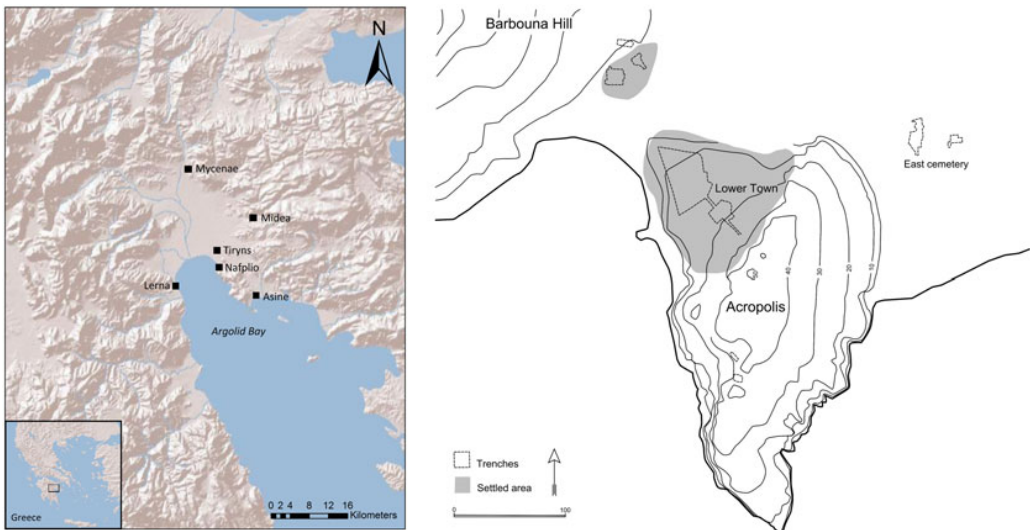 N
Mycenae
Midea
Tiryns
Nafplio
Lerna
Asine
Argolid Bay
0 2 4 8 12 16
Kilometers
Greece
Barbouna Hill
East cemetery
Lower Town
Acropolis
40
30
20
10
Trenches
Settled area
0 100